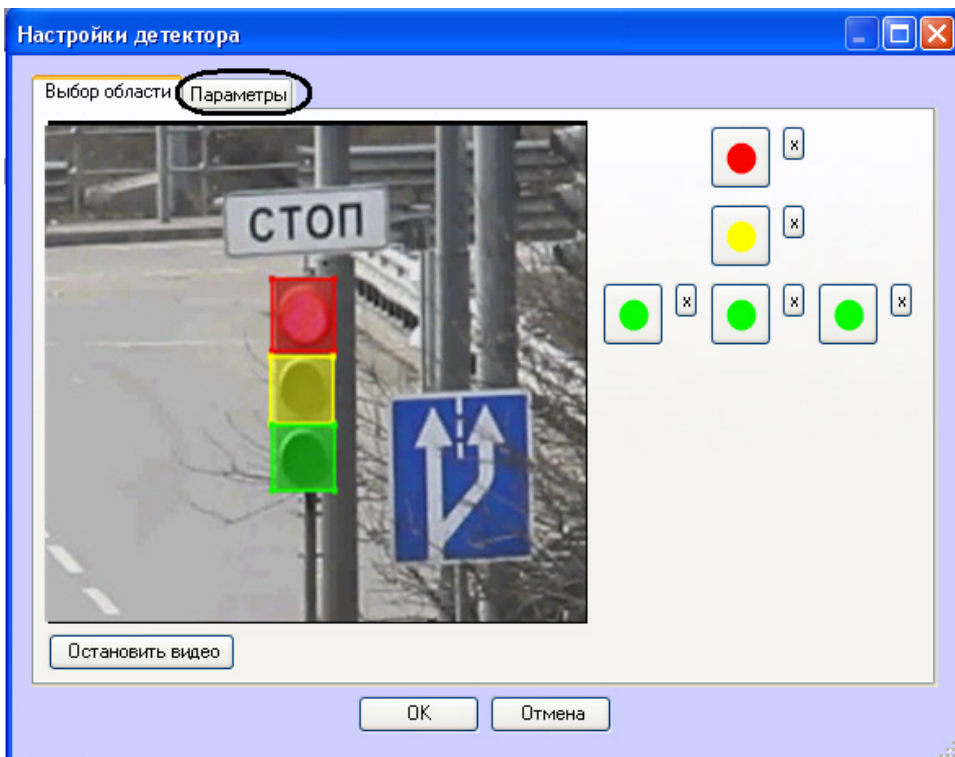 Настройки детектора
Выбор области
Параметры
СТОП
x
x
x
x
x
Остановить видео
OK
Отмена